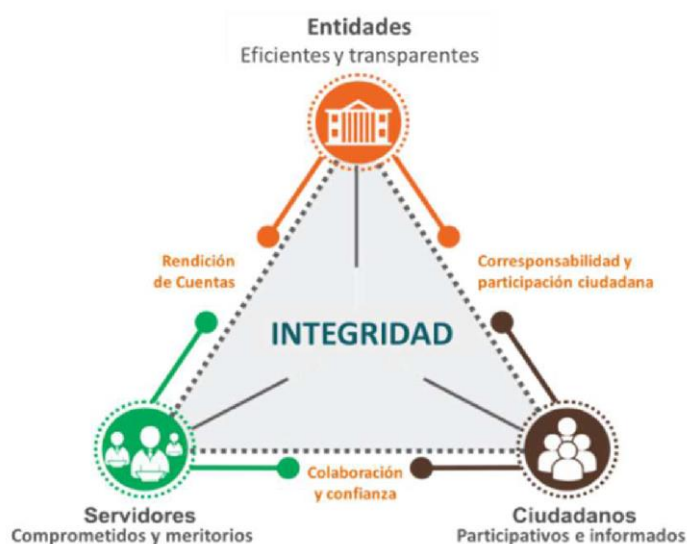 Entidades
Eficientes y transparentes
Rendición
de Cuentas
Corresponsabilidad y
participación ciudadana
INTEGRIDAD
Colaboración
y confianza
Servidores
Comprometidos y meritorios
Ciudadanos
Participativos e informados